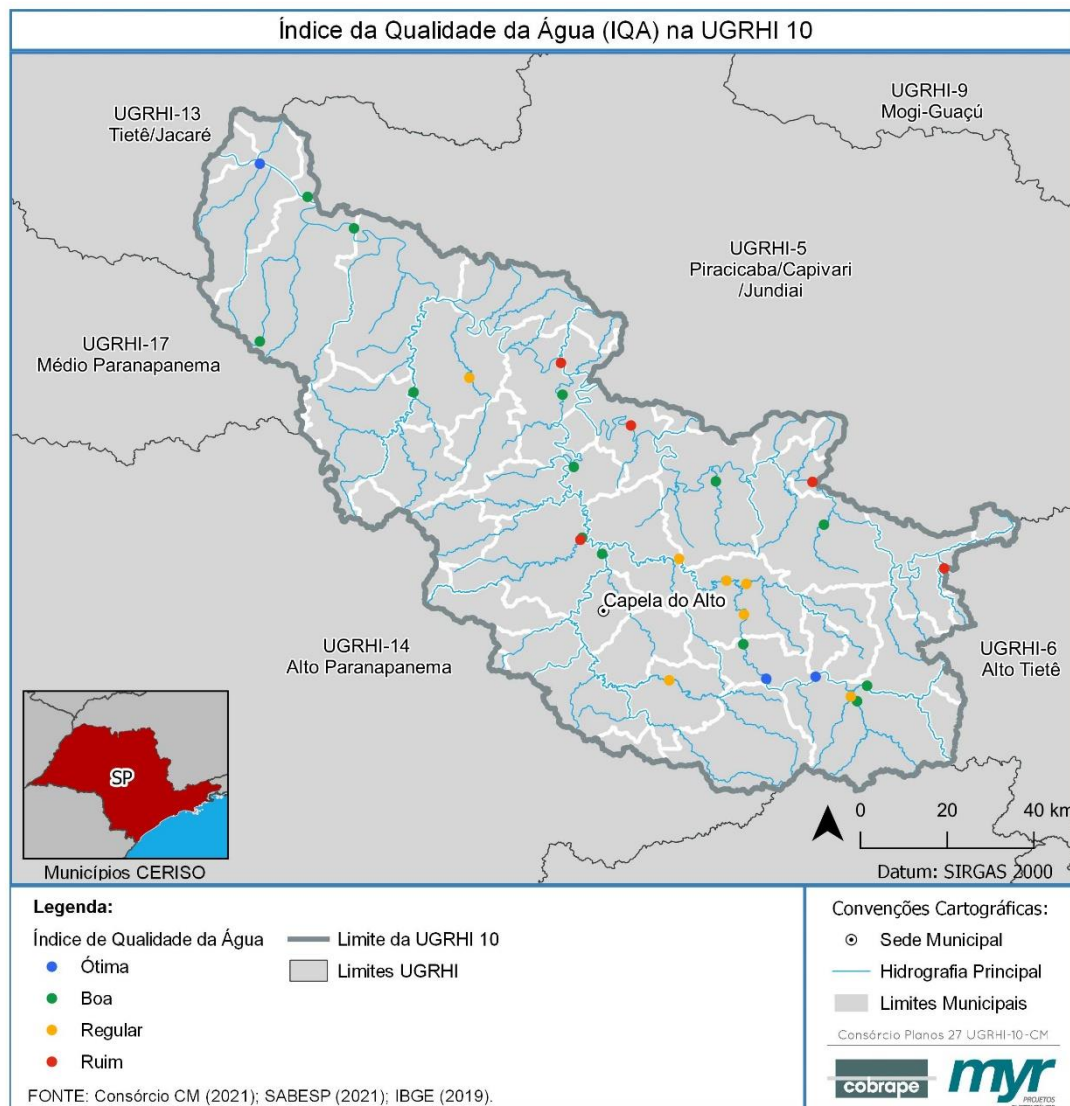 Índice da Qualidade da Água (IQA) na UGRHI 10
UGRHI-13
Tietê/Jacaré
UGRHI-9
Mogi-Guaçú
UGRHI-5
Piracicaba/Capivari
/Jundiai
UGRHI-17
Médio Paranapanema
Capela do Alto
UGRHI-14
Alto Paranapanema
UGRHI-6
Alto Tietê
SP
Municípios CERISO
0 20 40 km
Datum: SIRGAS 2000
Legenda:
Índice de Qualidade da Água
Ótima
Boa
Regular
Ruim
Limite da UGRHI 10
Limites UGRHI
FONTE: Consórcio CM (2021); SABESP (2021); IBGE (2019).
Convenções Cartográficas:
Sede Municipal
Hidrografia Principal
Limites Municipais
Consórcio Planos 27 UGRHI-10-CM
cobrape
myr
PROJETOS